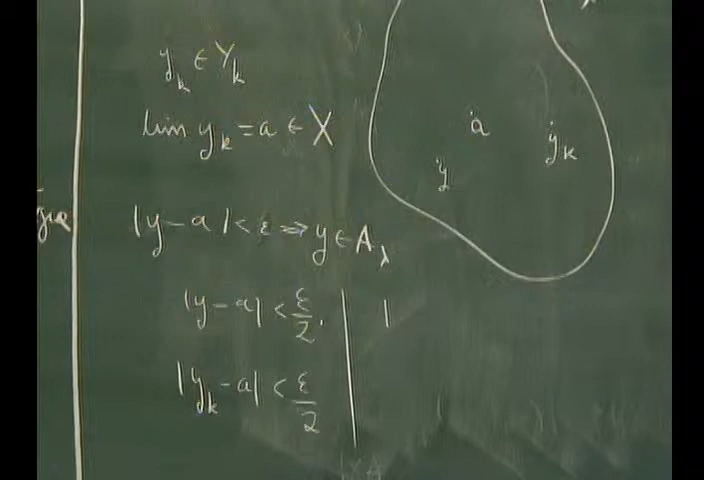 y_k ∈ Y_k
lim y_k = a ∈ X
|y - a| < ε ⇒ y ∈ A_λ
|y - a| < ε/2.
|y_k - a| < ε/2
a
y
y_k